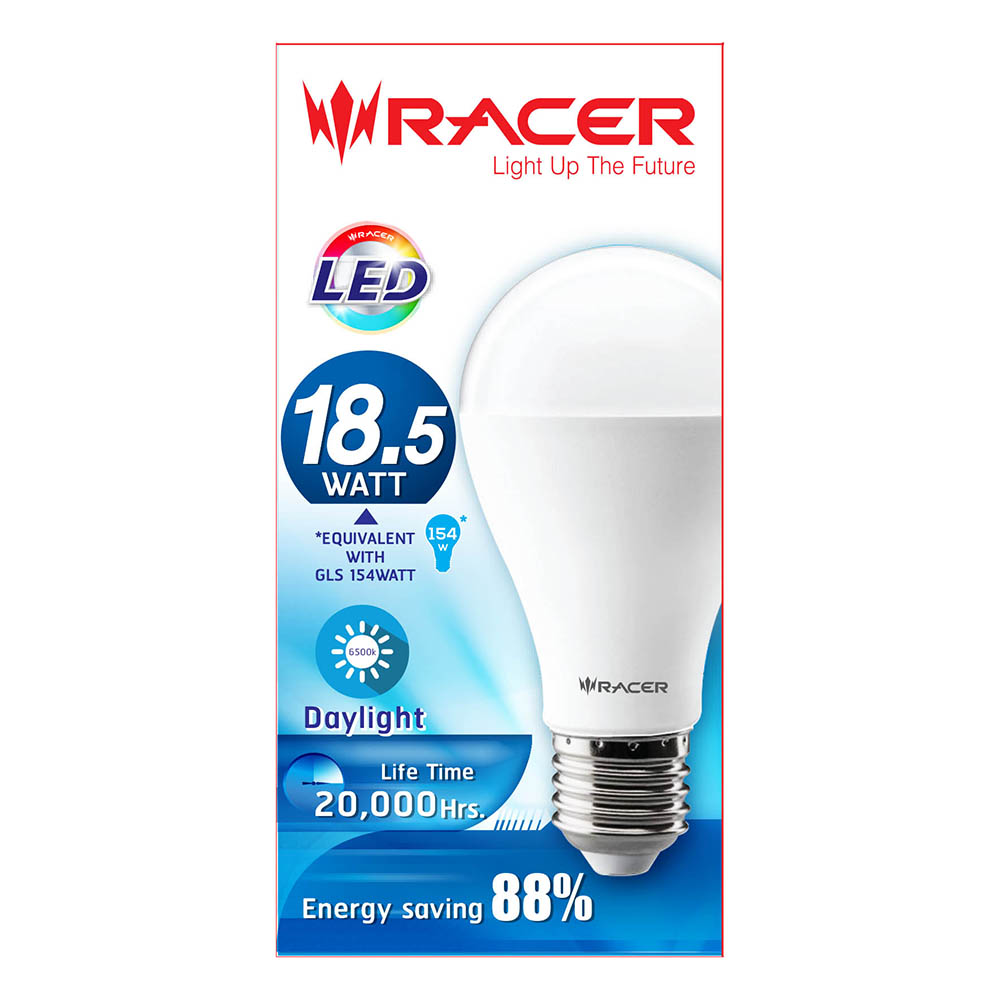 RACER
Light Up The Future
RACER
LED
18.5
WATT
*EQUIVALENT
WITH
GLS 154WATT
154
W
*
6500k
Daylight
Life Time
20,000Hrs.
Energy saving 88%
RACER